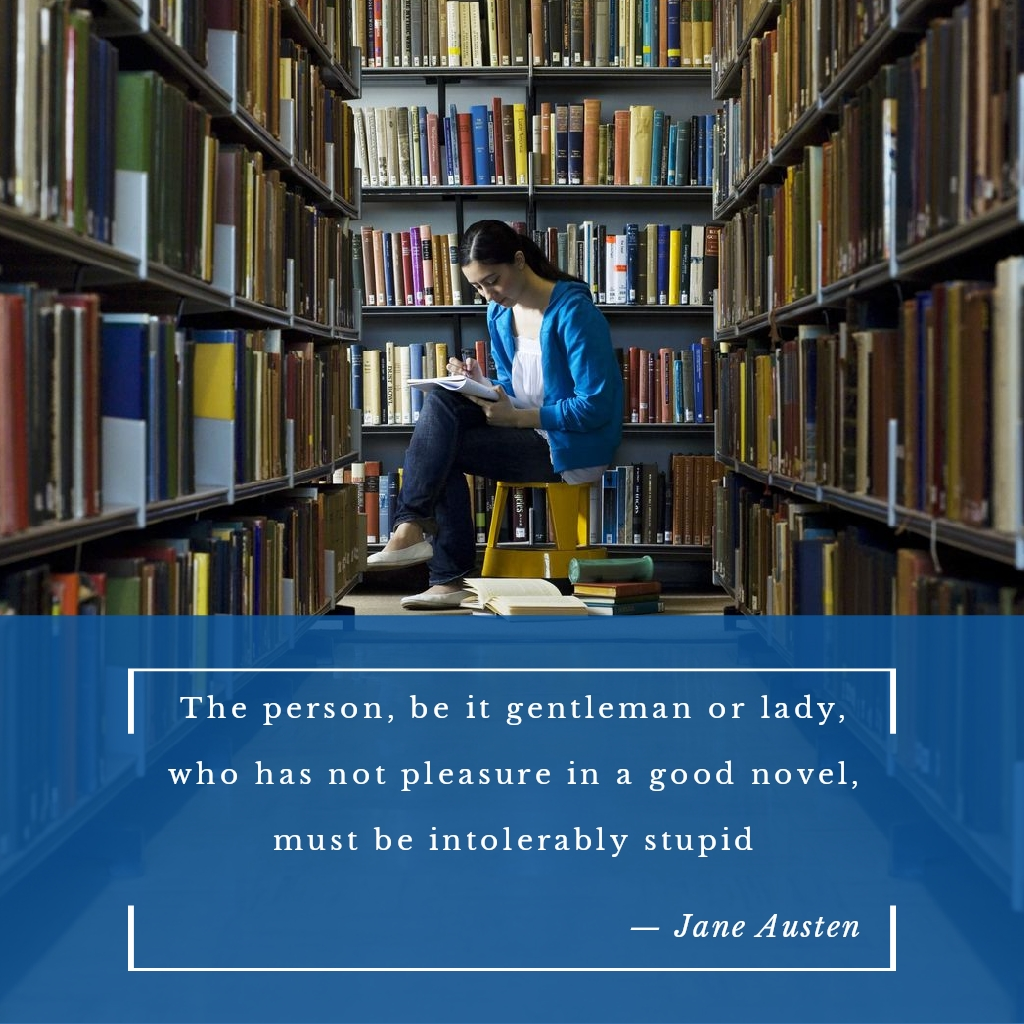 The person, be it gentleman or lady,
who has not pleasure in a good novel,
must be intolerably stupid
— Jane Austen